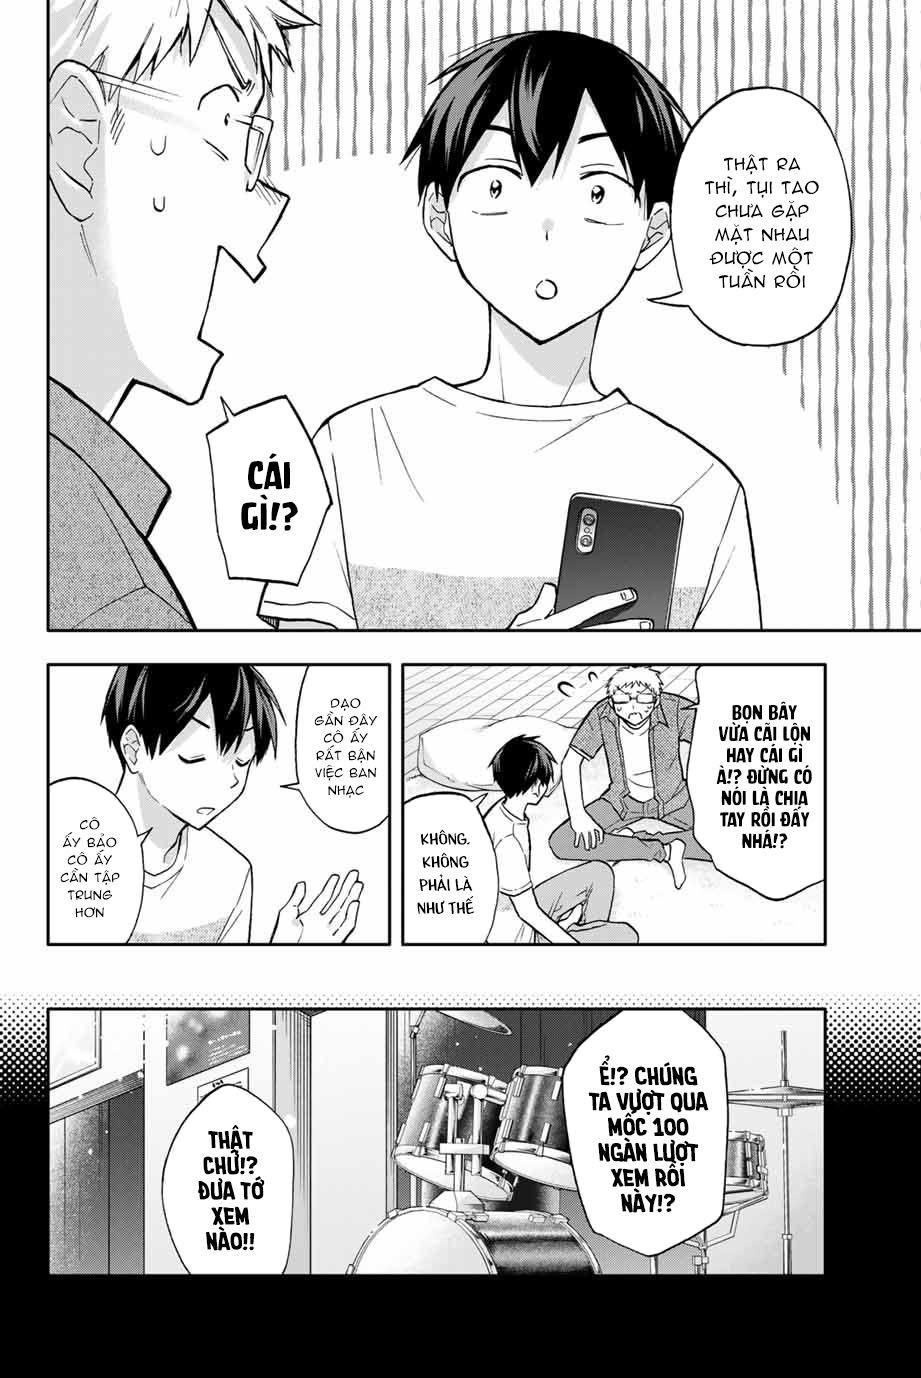 THẬT RA
THÌ, TỤI TAO
CHƯA GẶP
MẶT NHAU
ĐƯỢC MỘT
TUẦN RỒI
CÁI
GÌ!?
BỌN BÂY
VỪA CÃI LỘN
HAY CÁI GÌ
À!? ĐỪNG CÓ
NÓI LÀ CHIA
TAY RỒI ĐẤY
NHÁ!?
KHÔNG,
KHÔNG
PHẢI LÀ
NHƯ THẾ
DẠO
GẦN ĐÂY
CÔ ẤY
RẤT BẬN
VIỆC BAN
NHẠC
CÔ
ẤY BẢO
CÔ ẤY
CẦN TẬP
TRUNG
HƠN
Ể!? CHÚNG
TA VƯỢT QUA
MỐC 100
NGÀN LƯỢT
XEM RỒI
NÀY!?
THẬT
CHỨ!?
ĐƯA TỚ
XEM
NÀO!!